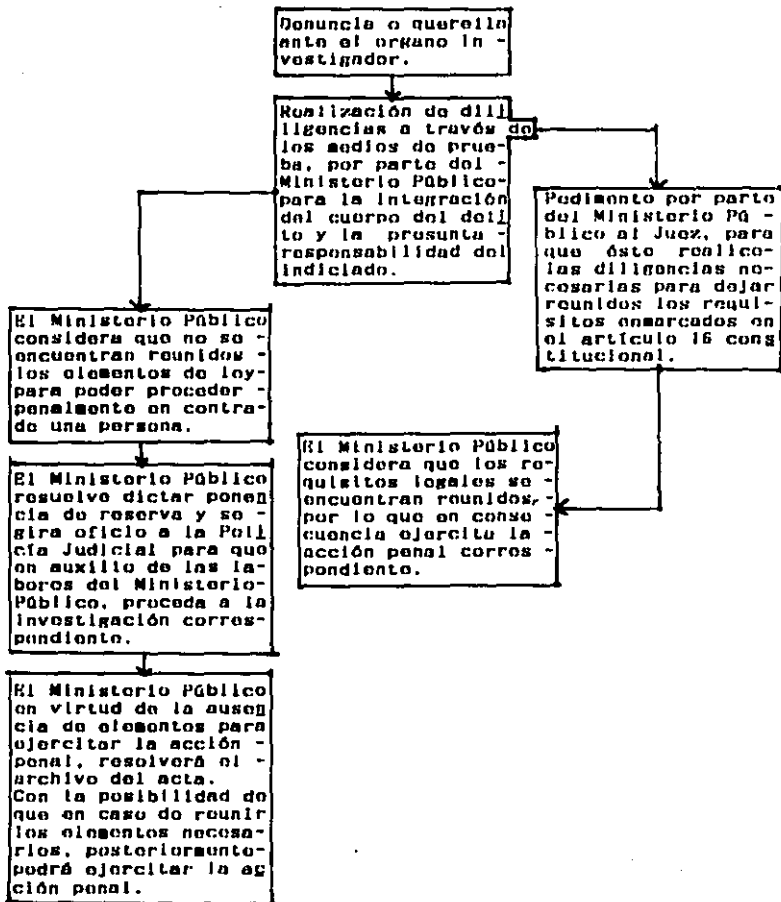 Denuncia o querella
ante el organo in -
vestigador.
Realización de dili
ligencias a través de
los medios de prue-
ba, por parte del -
Ministerio Público-
para la integración
del cuerpo del deli
to y la presunta -
responsabilidad del
indiciado.
Pedimento por parte
del Ministerio Pú -
blico al Juez, para
que éste realice-
las diligencias ne-
cesarias para dejar
reunidos los requi-
sitos enmarcados en
el artículo 16 cons
titucional.
El Ministerio Público
considera que no se -
encuentran reunidos -
los elementos de ley-
para poder proceder -
penalmente en contra-
de una persona.
El Ministerio Público
considera que los re-
quisitos legales se -
encuentran reunidos, -
por lo que en conse -
cuencia ejercita la -
acción penal corres -
pondiente.
El Ministerio Público
resuelve dictar ponen
cia de reserva y se -
gira oficio a la Poli
cía Judicial para que
en auxilio de las la-
bores del Ministerio-
Público, proceda a la
investigación corres-
pondiente.
El Ministerio Público
en virtud de la ausen
cia de elementos para
ejercitar la acción -
penal, resolverá el -
archivo del acta.
Con la posibilidad de
que en caso de reunir
los elementos necesa-
rios, posteriormente-
podrá ejercitar la ac
ción penal.